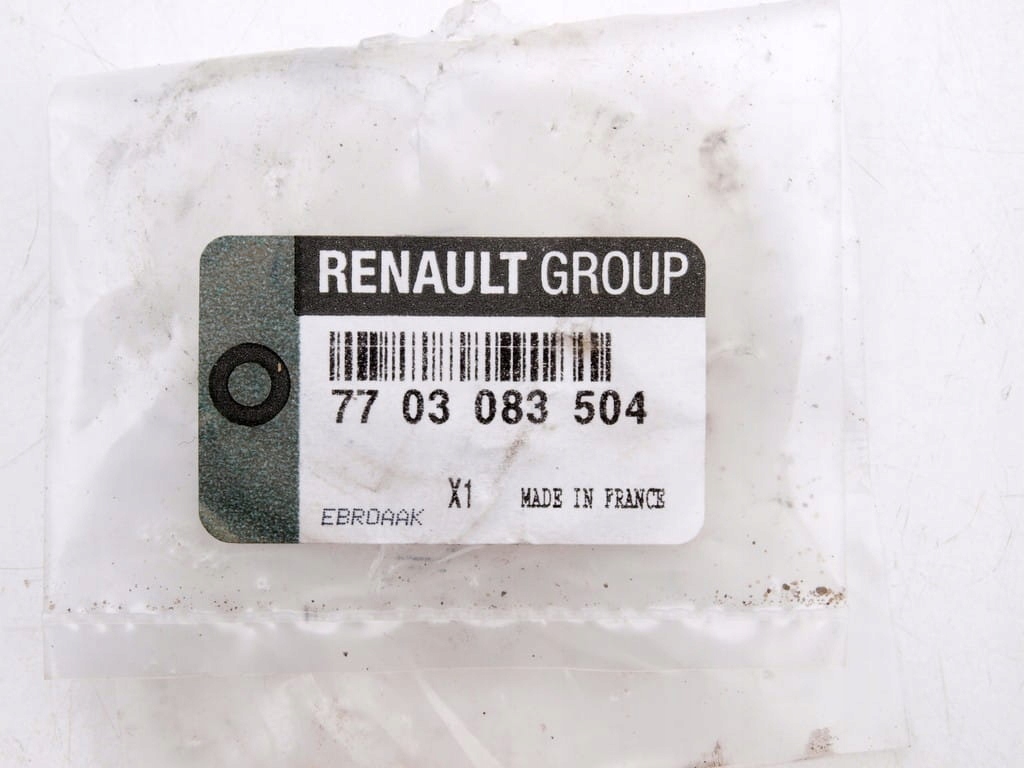 RENAULT GROUP
77 03 083 504
X1 MADE IN FRANCE
EBROAAK